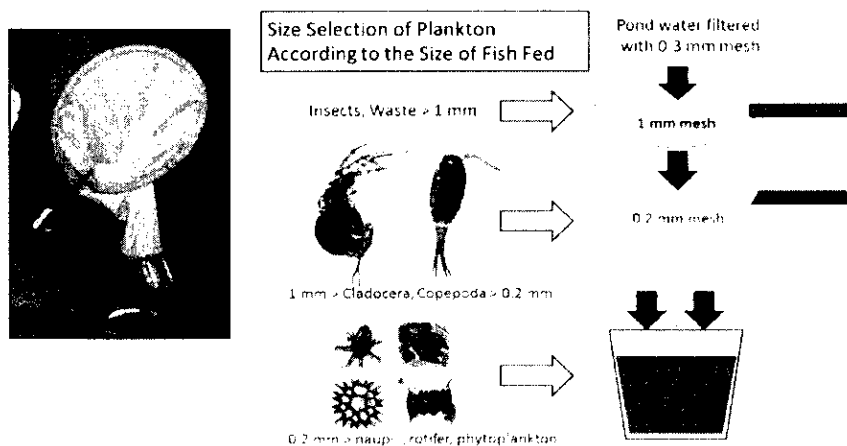 Size Selection of Plankton
According to the Size of Fish Fed
Pond water filtered
with 0.3 mm mesh
Insects, Waste > 1 mm
1 mm mesh
0.2 mm mesh
1 mm > Cladocera, Copepoda > 0.2 mm
0.2 mm > nauplii, rotifer, phytoplankton